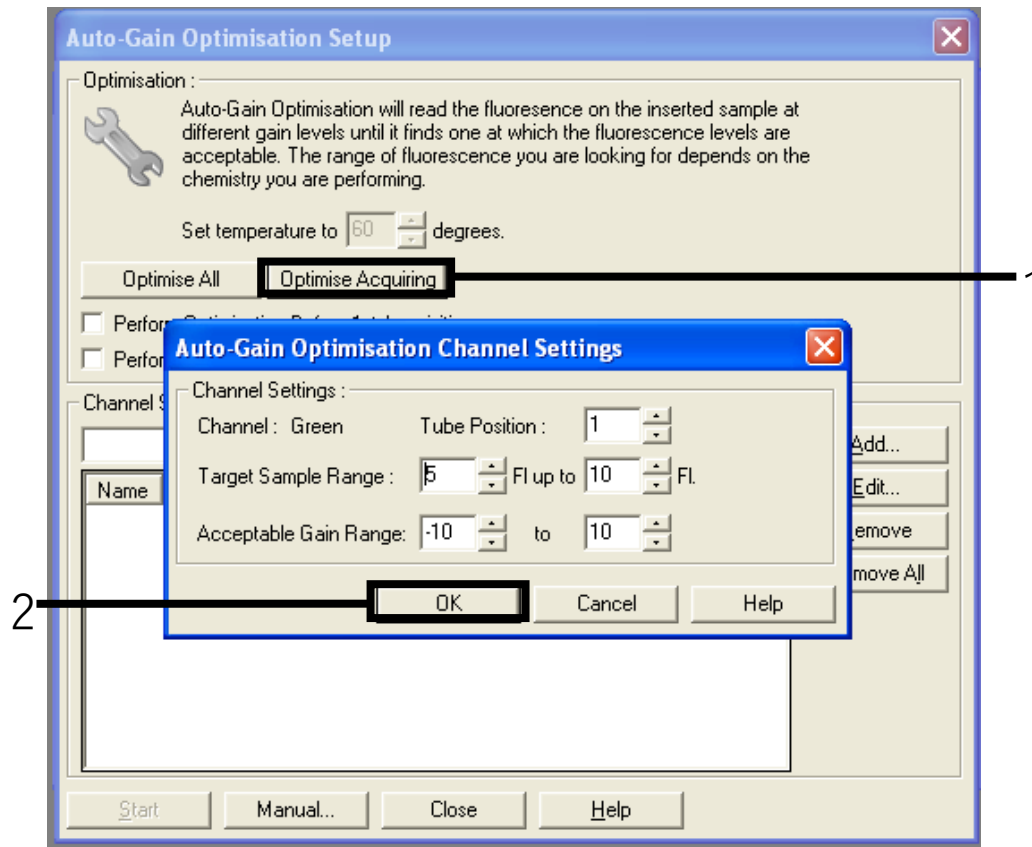 Auto-Gain Optimisation Setup
Optimisation :
Auto-Gain Optimisation will read the fluoresence on the inserted sample at
different gain levels until it finds one at which the fluorescence levels are
acceptable. The range of fluorescence you are looking for depends on the
chemistry you are performing.
Set temperature to 60 degrees.
Optimise All Optimise Acquiring
1
Auto-Gain Optimisation Channel Settings
Channel Settings :
Channel : Green Tube Position : 1
Target Sample Range : 5 Fl up to 10 Fl.
Acceptable Gain Range: -10 to 10
OK Cancel Help
2
Channel
Name
Add...
Edit...
Start Manual... Close Help